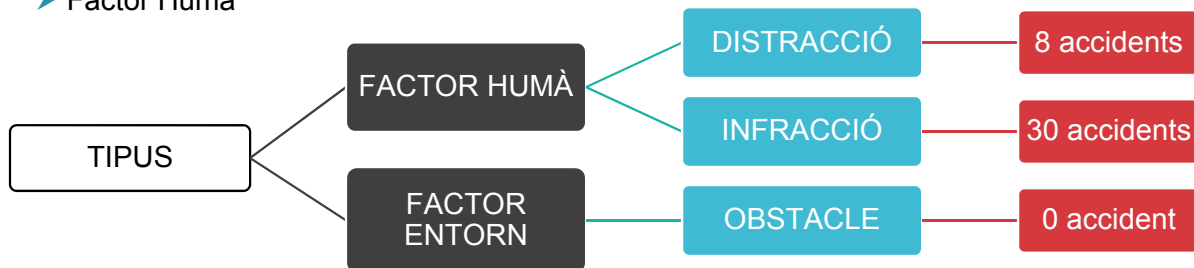 ➤ Factor Humà
TIPUS
FACTOR HUMÀ
DISTRACCIÓ
8 accidents
INFRACCIÓ
30 accidents
FACTOR
ENTORN
OBSTACLE
0 accident